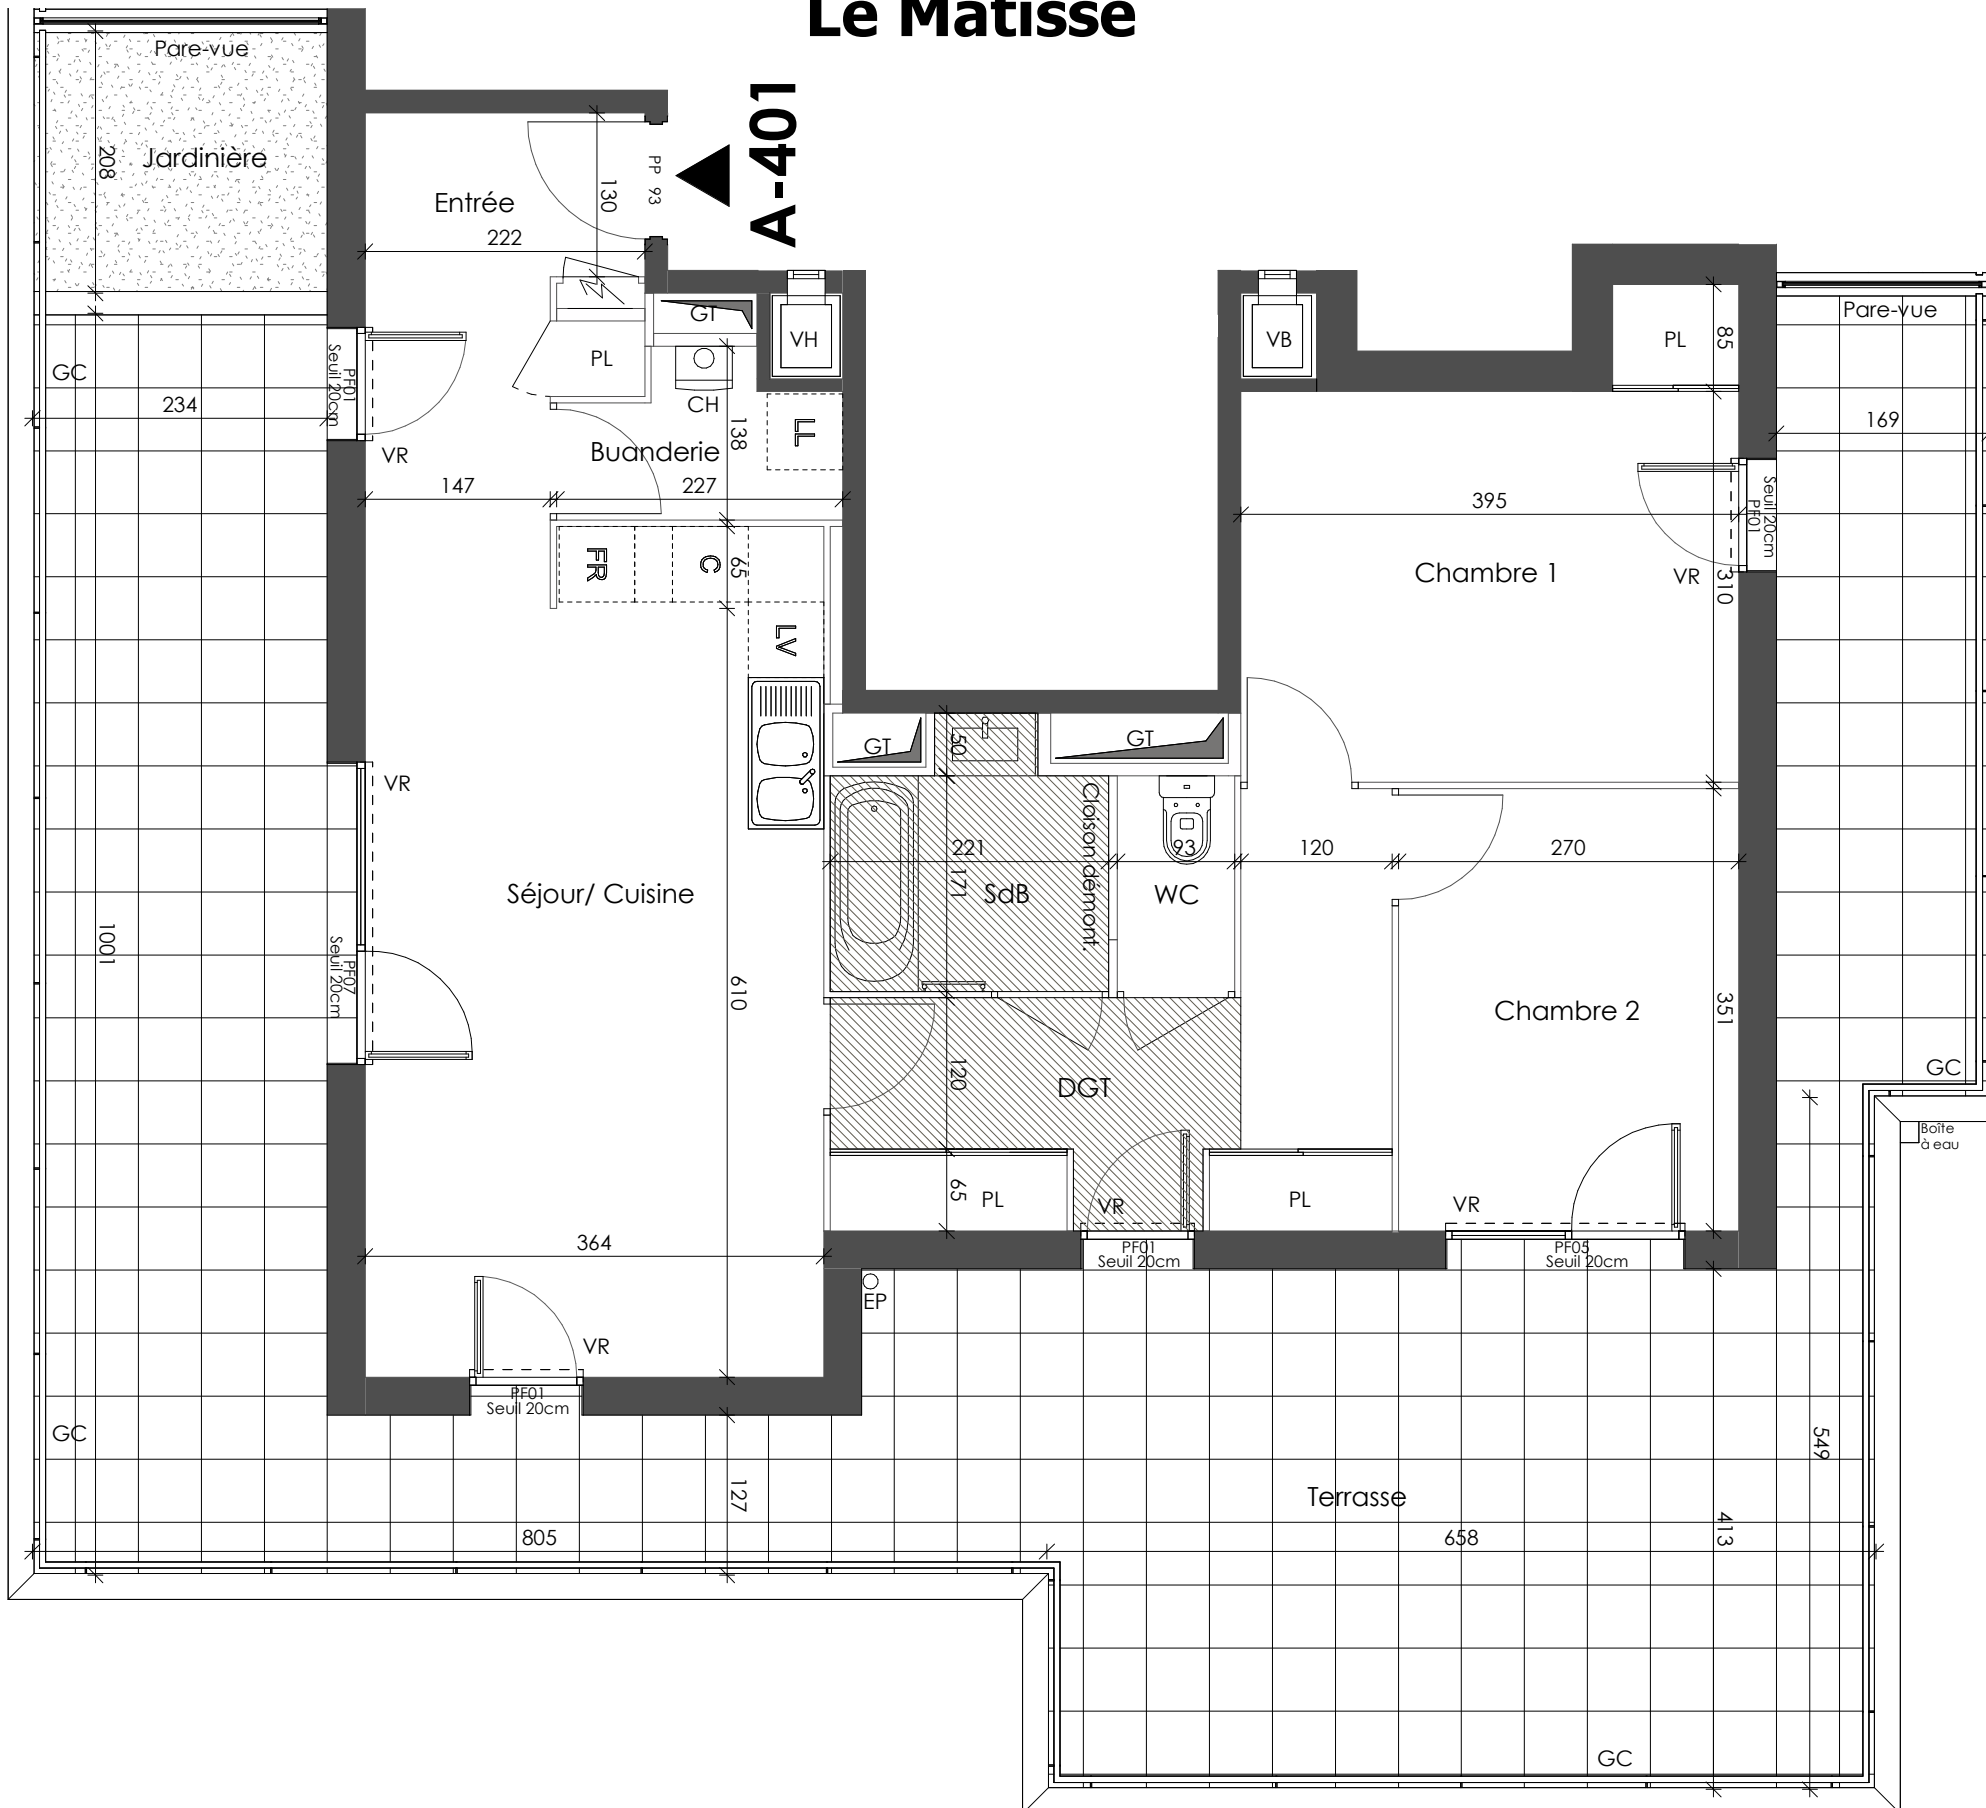 Le Matisse
A-401
Pare-vue
Jardinière
208
Entrée
222
130
PP 93
GC
234
PF01
Seuil 20cm
VR
PL
GT
CH
VH
LL
138
Buanderie
147
227
FR
C
65
LV
VB
PL
85
Pare-vue
169
395
Seuil 20cm
PF01
Chambre 1
VR
310
GT
50
GT
VR
221
93
120
270
171
SdB
Cloison démont.
WC
Séjour/ Cuisine
1001
PF07
Seuil 20cm
610
Chambre 2
351
120
DGT
GC
Boîte
à eau
65
PL
VR
PL
VR
364
PF01
Seuil 20cm
PF05
Seuil 20cm
EP
VR
PF01
Seuil 20cm
GC
127
549
Terrasse
805
658
413
GC